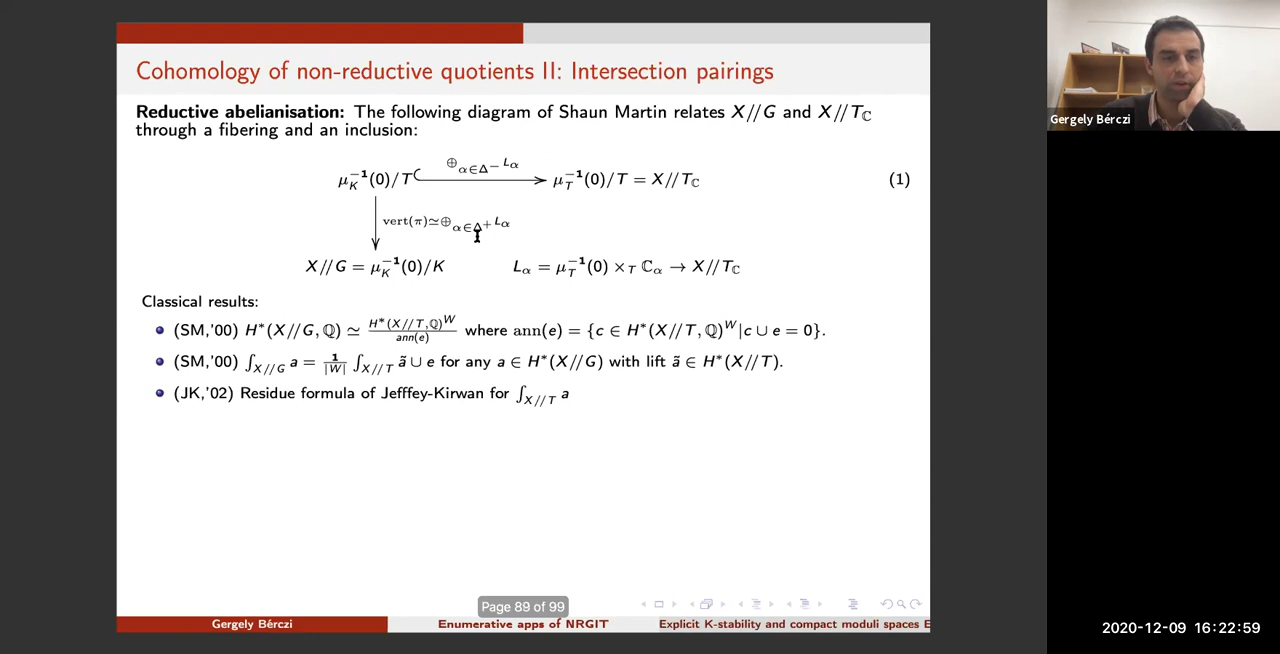 Cohomology of non-reductive quotients II: Intersection pairings
Reductive abelianisation: The following diagram of Shaun Martin relates X//G and X//T_ℂ
through a fibering and an inclusion:
⊕_{α∈Δ⁻} L_α
μ_K^{-1}(0)/T μ_T^{-1}(0)/T = X//T_ℂ (1)
vert(π)≃⊕_{α∈Δ⁺} L_α
X//G = μ_K^{-1}(0)/K L_α = μ_T^{-1}(0) ×_T ℂ_α → X//T_ℂ
Classical results:
(SM,'00) H*(X//G, ℚ) ≃ H*(X//T,ℚ)^W / ann(e) where ann(e) = {c ∈ H*(X//T, ℚ)^W | c ∪ e = 0}.
(SM,'00) ∫_{X//G} a = 1/|W| ∫_{X//T} ã ∪ e for any a ∈ H*(X//G) with lift ã ∈ H*(X//T).
(JK,'02) Residue formula of Jefffey-Kirwan for ∫_{X//T} a
Page 89 of 99
Gergely Bérczi Enumerative apps of NRGIT Explicit K-stability and compact moduli spaces E
Gergely Bérczi
2020-12-09 16:22:59